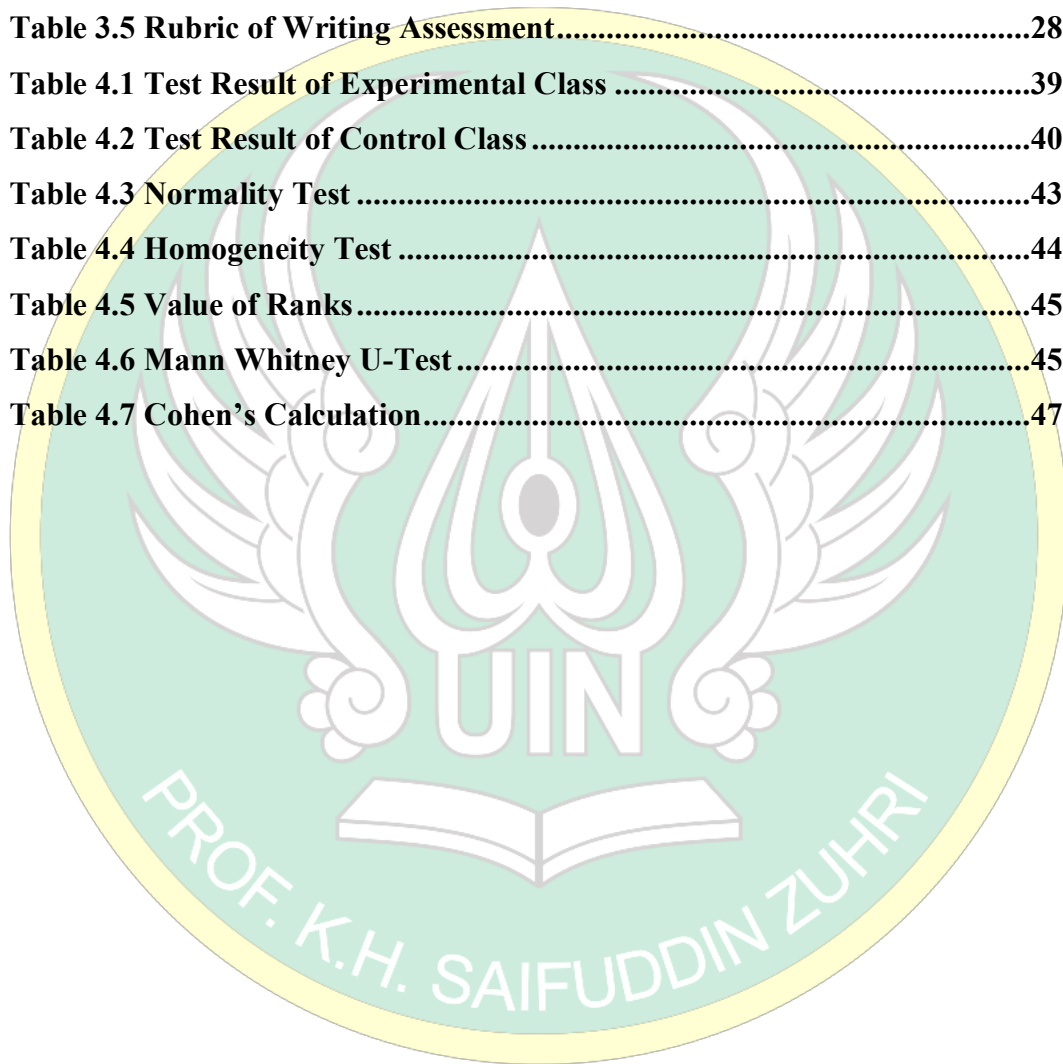 Table 3.5 Rubric of Writing Assessment..........................................................................28
Table 4.1 Test Result of Experimental Class .................................................................39
Table 4.2 Test Result of Control Class ..............................................................................40
Table 4.3 Normality Test ....................................................................................................43
Table 4.4 Homogeneity Test ..............................................................................................44
Table 4.5 Value of Ranks....................................................................................................45
Table 4.6 Mann Whitney U-Test ........................................................................................45
Table 4.7 Cohen’s Calculation............................................................................................47
UIN
PROF. K.H. SAIFUDDIN ZUHRI